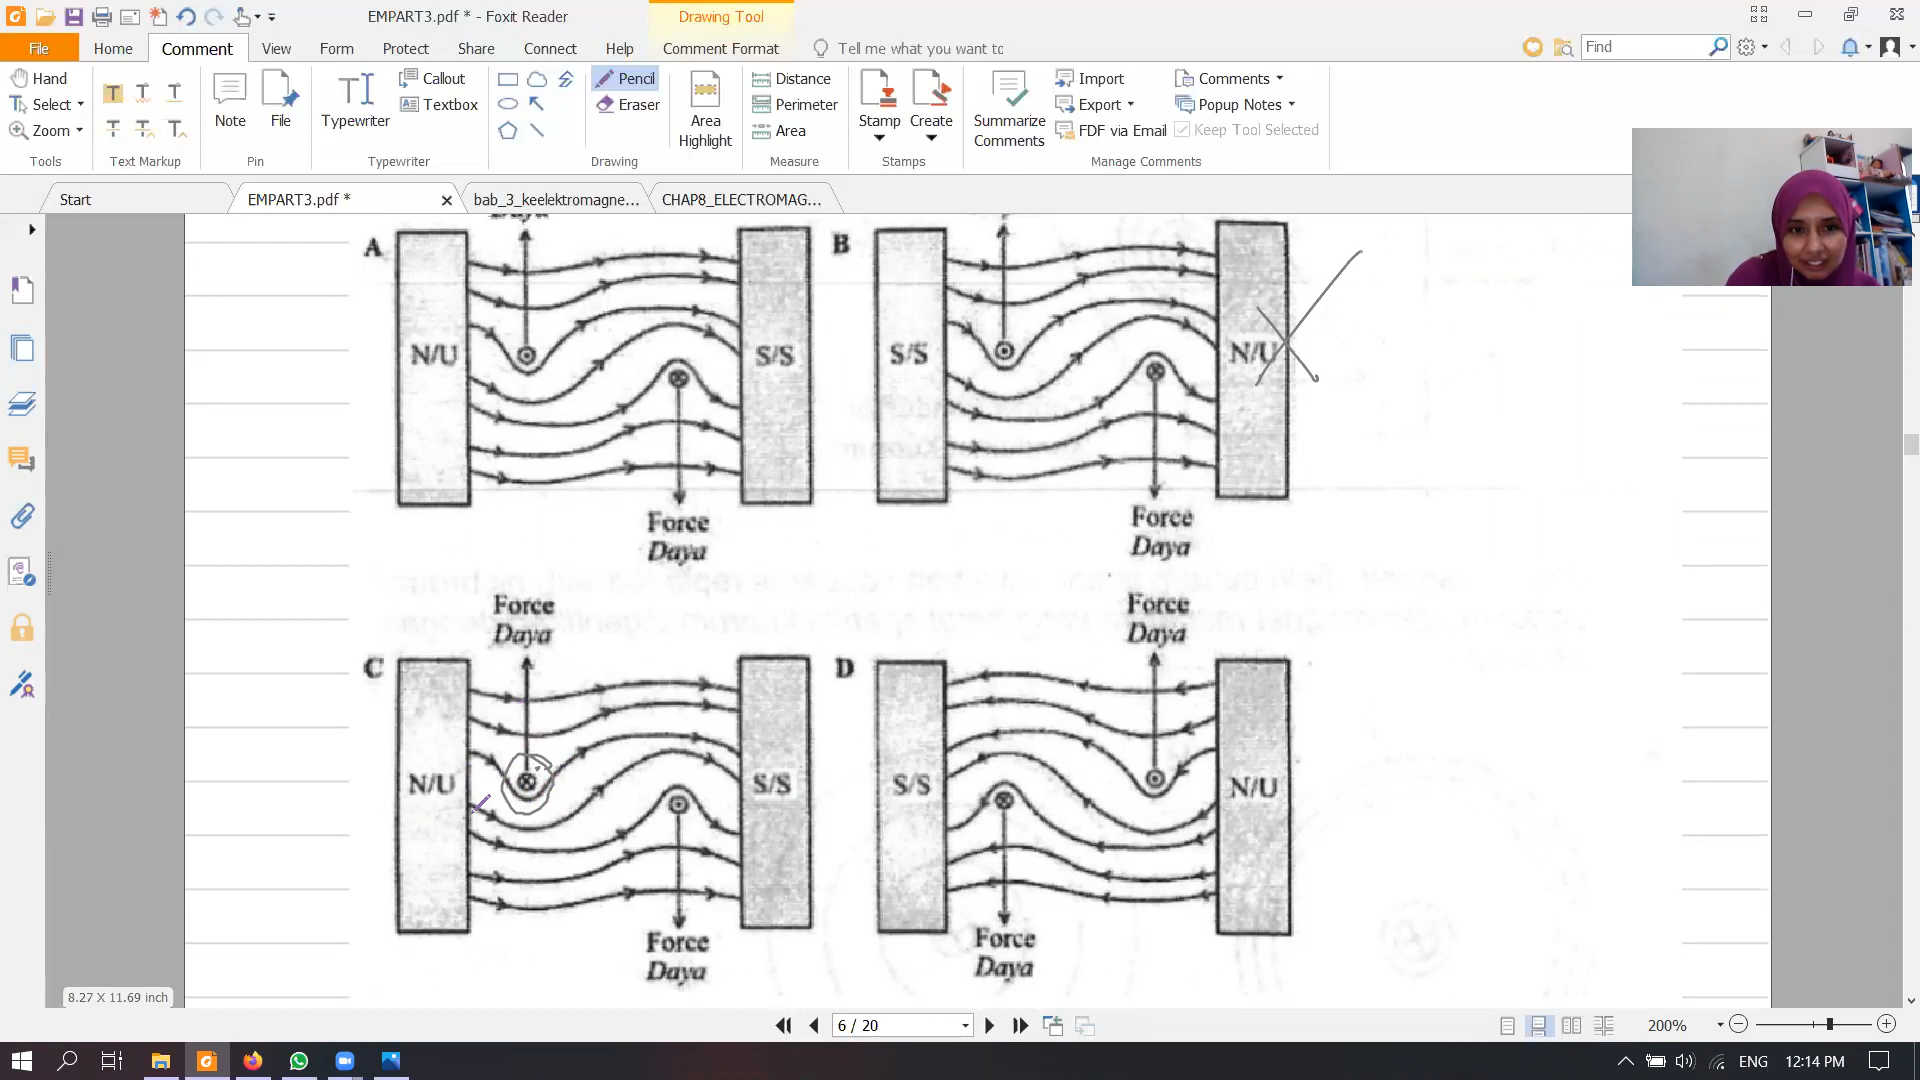 EMPART3.pdf * - Foxit Reader
Drawing Tool
File
Home
Comment
View
Form
Protect
Share
Connect
Help
Comment Format
Tell me what you want to
Find
Hand
Select
Zoom
Tools
Text Markup
Note
File
Pin
Typewriter
Callout
Textbox
Typewriter
Pencil
Eraser
Drawing
Area
Highlight
Distance
Perimeter
Area
Measure
Stamp
Create
Stamps
Summarize
Comments
Import
Export
FDF via Email
Comments
Popup Notes
Keep Tool Selected
Manage Comments
Start
EMPART3.pdf *
bab_3_keelektromagne...
CHAP8_ELECTROMAG...
Daya
A
N/U
S/S
Force
Daya
B
S/S
N/U
Force
Daya
Force
Daya
C
N/U
S/S
Force
Daya
Force
Daya
D
S/S
N/U
Force
Daya
8.27 X 11.69 inch
6 / 20
200%
ENG
12:14 PM